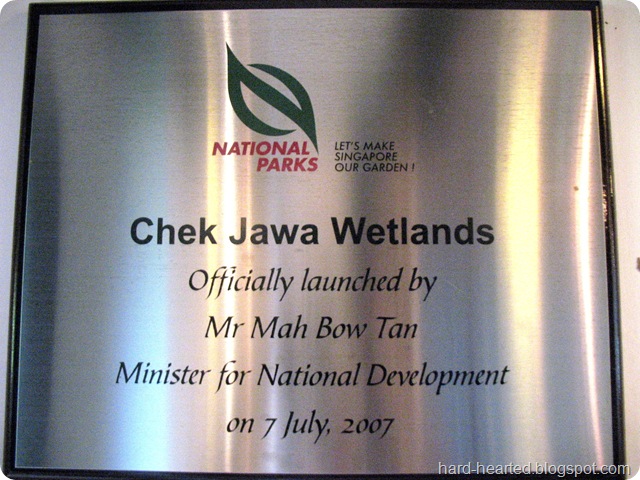 NATIONAL
PARKS
LET'S MAKE
SINGAPORE
OUR GARDEN !
Chek Jawa Wetlands
Officially launched by
Mr Mah Bow Tan
Minister for National Development
on 7 July, 2007
hard-hearted.blogspot.com